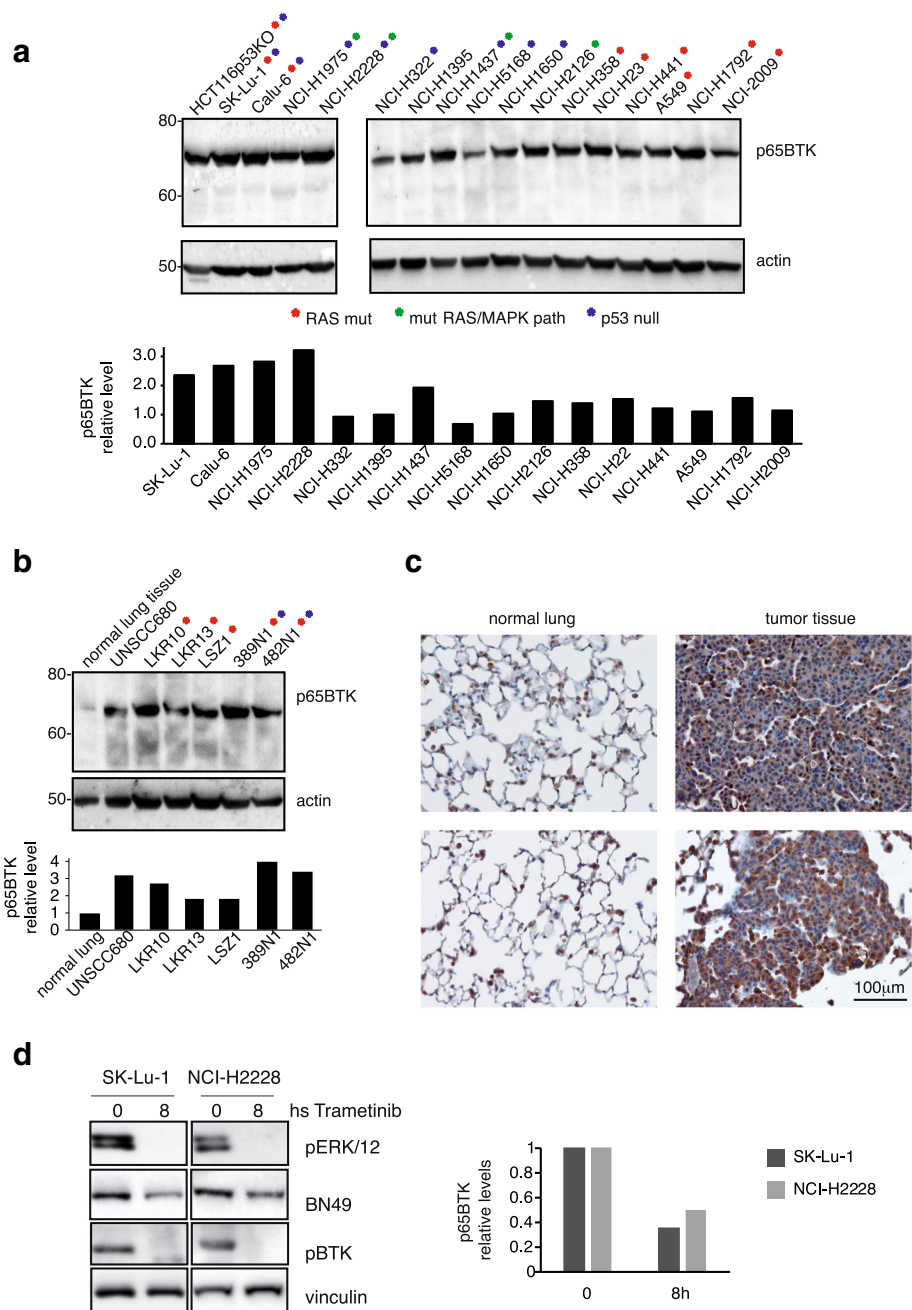 a
HCT116p53KO
SK-Lu-1
Calu-6
NCI-H1975
NCI-H2228
NCI-H322
NCI-H1395
NCI-H1437
NCI-H5168
NCI-H1650
NCI-H2126
NCI-H358
NCI-H23
NCI-H441
A549
NCI-H1792
NCI-2009
80
60
p65BTK
50
actin
RAS mut
mut RAS/MAPK path
p53 null
p65BTK
relative level
3.0
2.0
1.0
0.0
SK-Lu-1
Calu-6
NCI-H1975
NCI-H2228
NCI-H332
NCI-H1395
NCI-H1437
NCI-H5168
NCI-H1650
NCI-H2126
NCI-H358
NCI-H22
NCI-H441
A549
NCI-H1792
NCI-H2009
b
normal lung tissue
UNSCC680
LKR10
LKR13
LSZ1
389N1
482N1
80
60
p65BTK
50
actin
p65BTK
relative level
4
3
2
1
0
normal lung
UNSCC680
LKR10
LKR13
LSZ1
389N1
482N1
c
normal lung
tumor tissue
100μm
d
SK-Lu-1
NCI-H2228
0
8
0
8
hs Trametinib
pERK/12
BN49
pBTK
vinculin
p65BTK
relative levels
1
0.8
0.6
0.4
0.2
0
0
8h
SK-Lu-1
NCI-H2228